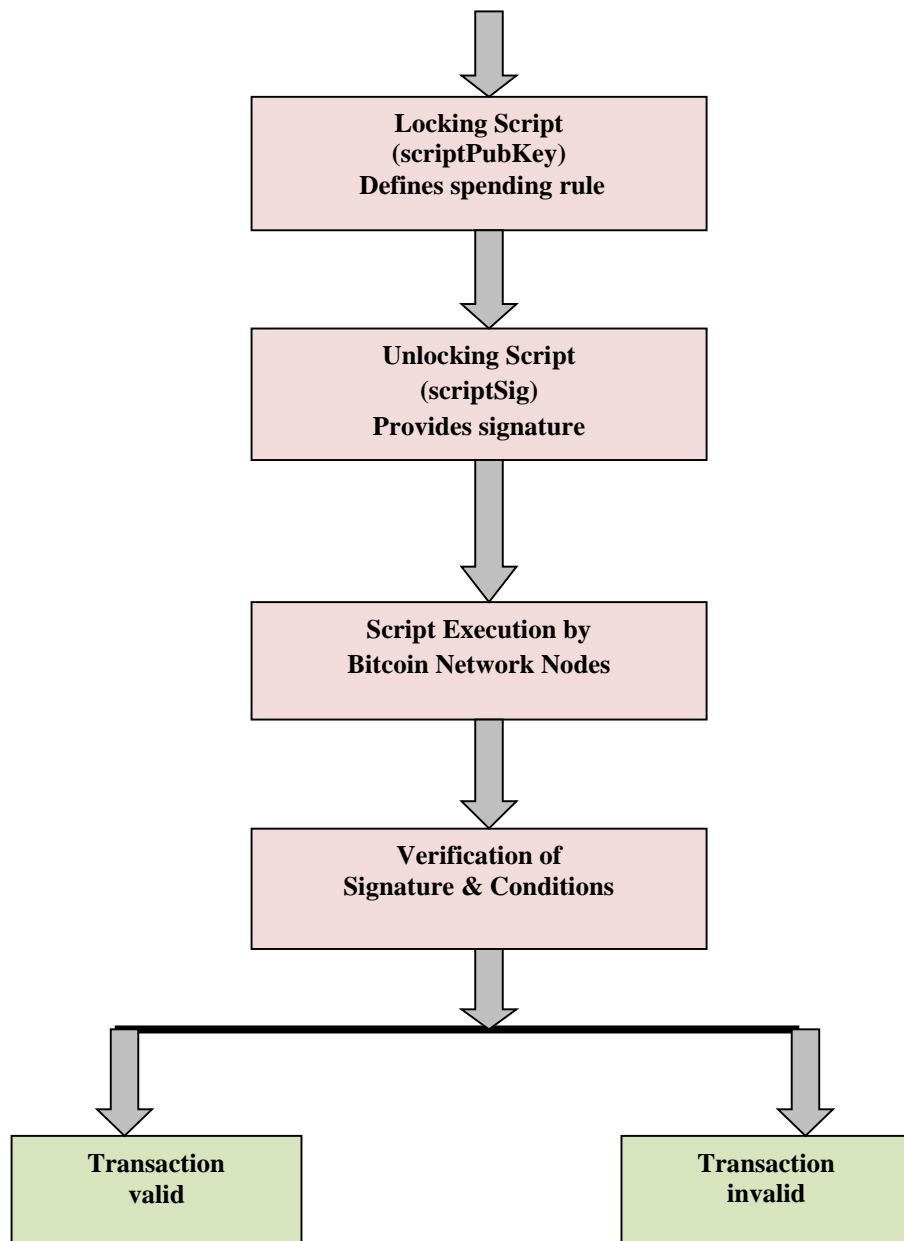 Locking Script
(scriptPubKey)
Defines spending rule
Unlocking Script
(scriptSig)
Provides signature
Script Execution by
Bitcoin Network Nodes
Verification of
Signature & Conditions
Transaction
valid
Transaction
invalid